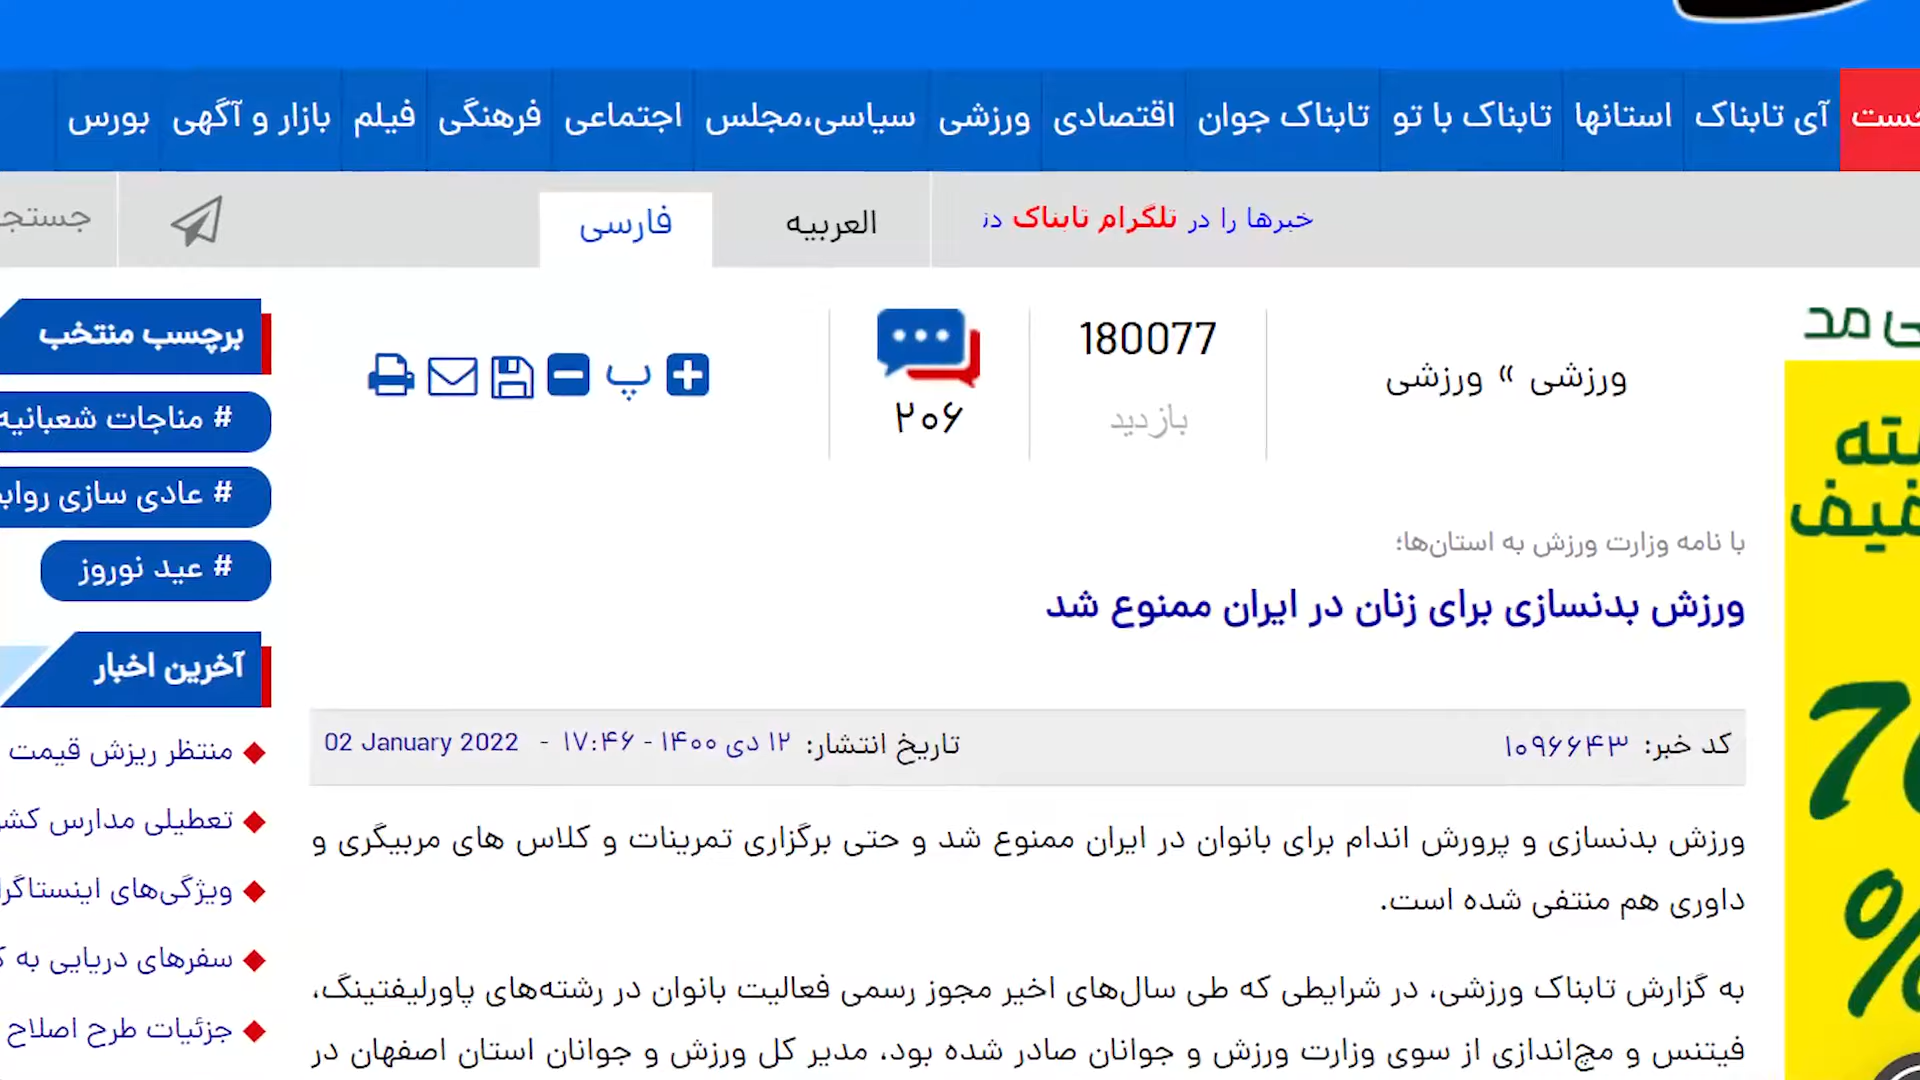 آی تابناک
استانها
تابناک با تو
تابناک جوان
اقتصادی
ورزشی
سیاسی،مجلس
اجتماعی
فرهنگی
فیلم
بازار و آگهی
بورس
خبرها را در تلگرام تابناک
العربیه
فارسی
ورزشی » ورزشی
180077
بازدید
۲۰۶
پ
با نامه وزارت ورزش به استان‌ها؛
ورزش بدنسازی برای زنان در ایران ممنوع شد
کد خبر: ۱۰۹۶۶۴۳
تاریخ انتشار: ۱۲ دی ۱۴۰۰ - ۱۷:۴۶ - 02 January 2022
ورزش بدنسازی و پرورش اندام برای بانوان در ایران ممنوع شد و حتی برگزاری تمرینات و کلاس های مربیگری و
داوری هم منتفی شده است.
به گزارش تابناک ورزشی، در شرایطی که طی سال‌های اخیر مجوز رسمی فعالیت بانوان در رشته‌های پاورلیفتینگ،
فیتنس و مچ‌اندازی از سوی وزارت ورزش و جوانان صادر شده بود، مدیر کل ورزش و جوانان استان اصفهان در
برچسب منتخب
# مناجات شعبانیه
# عادی سازی
# عید نوروز
آخرین اخبار
منتظر ریزش قیمت
تعطیلی مدارس
ویژگی‌های
سفرهای دریایی به
جزئیات طرح اصلاح